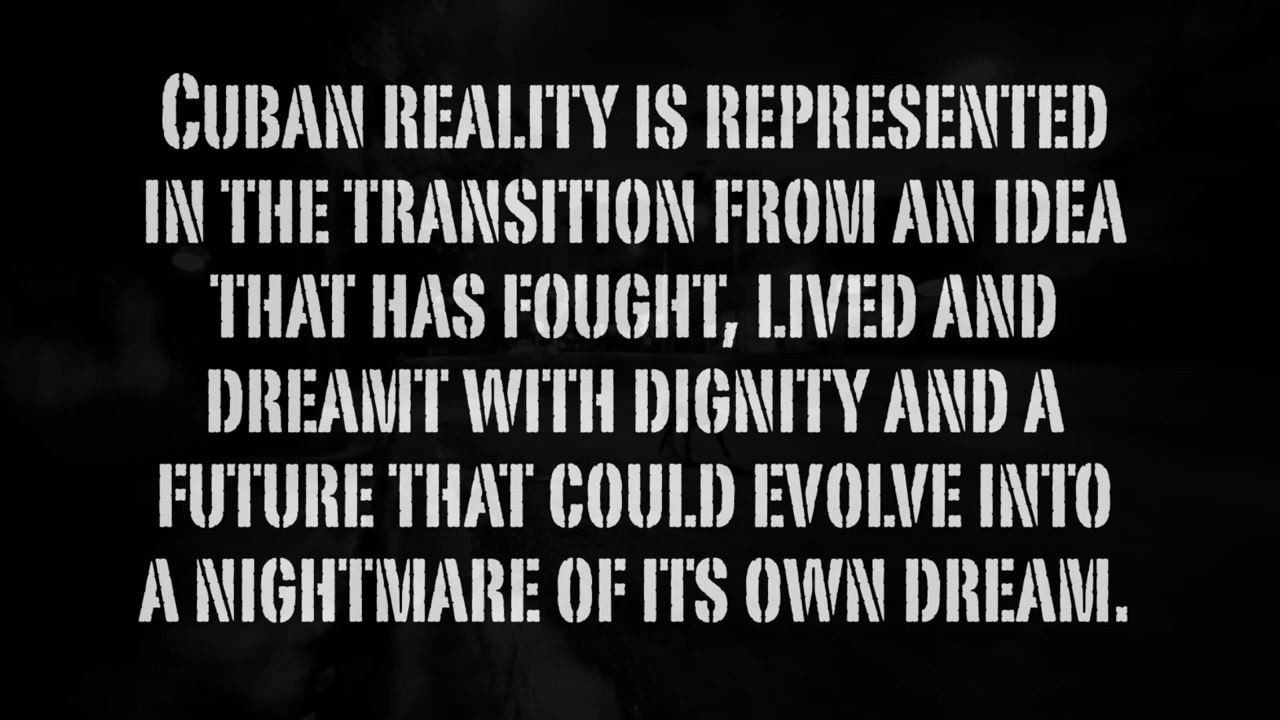 Cuban reality is represented
in the transition from an idea
that has fought, lived and
dreamt with dignity and a
future that could evolve into
a nightmare of its own dream.